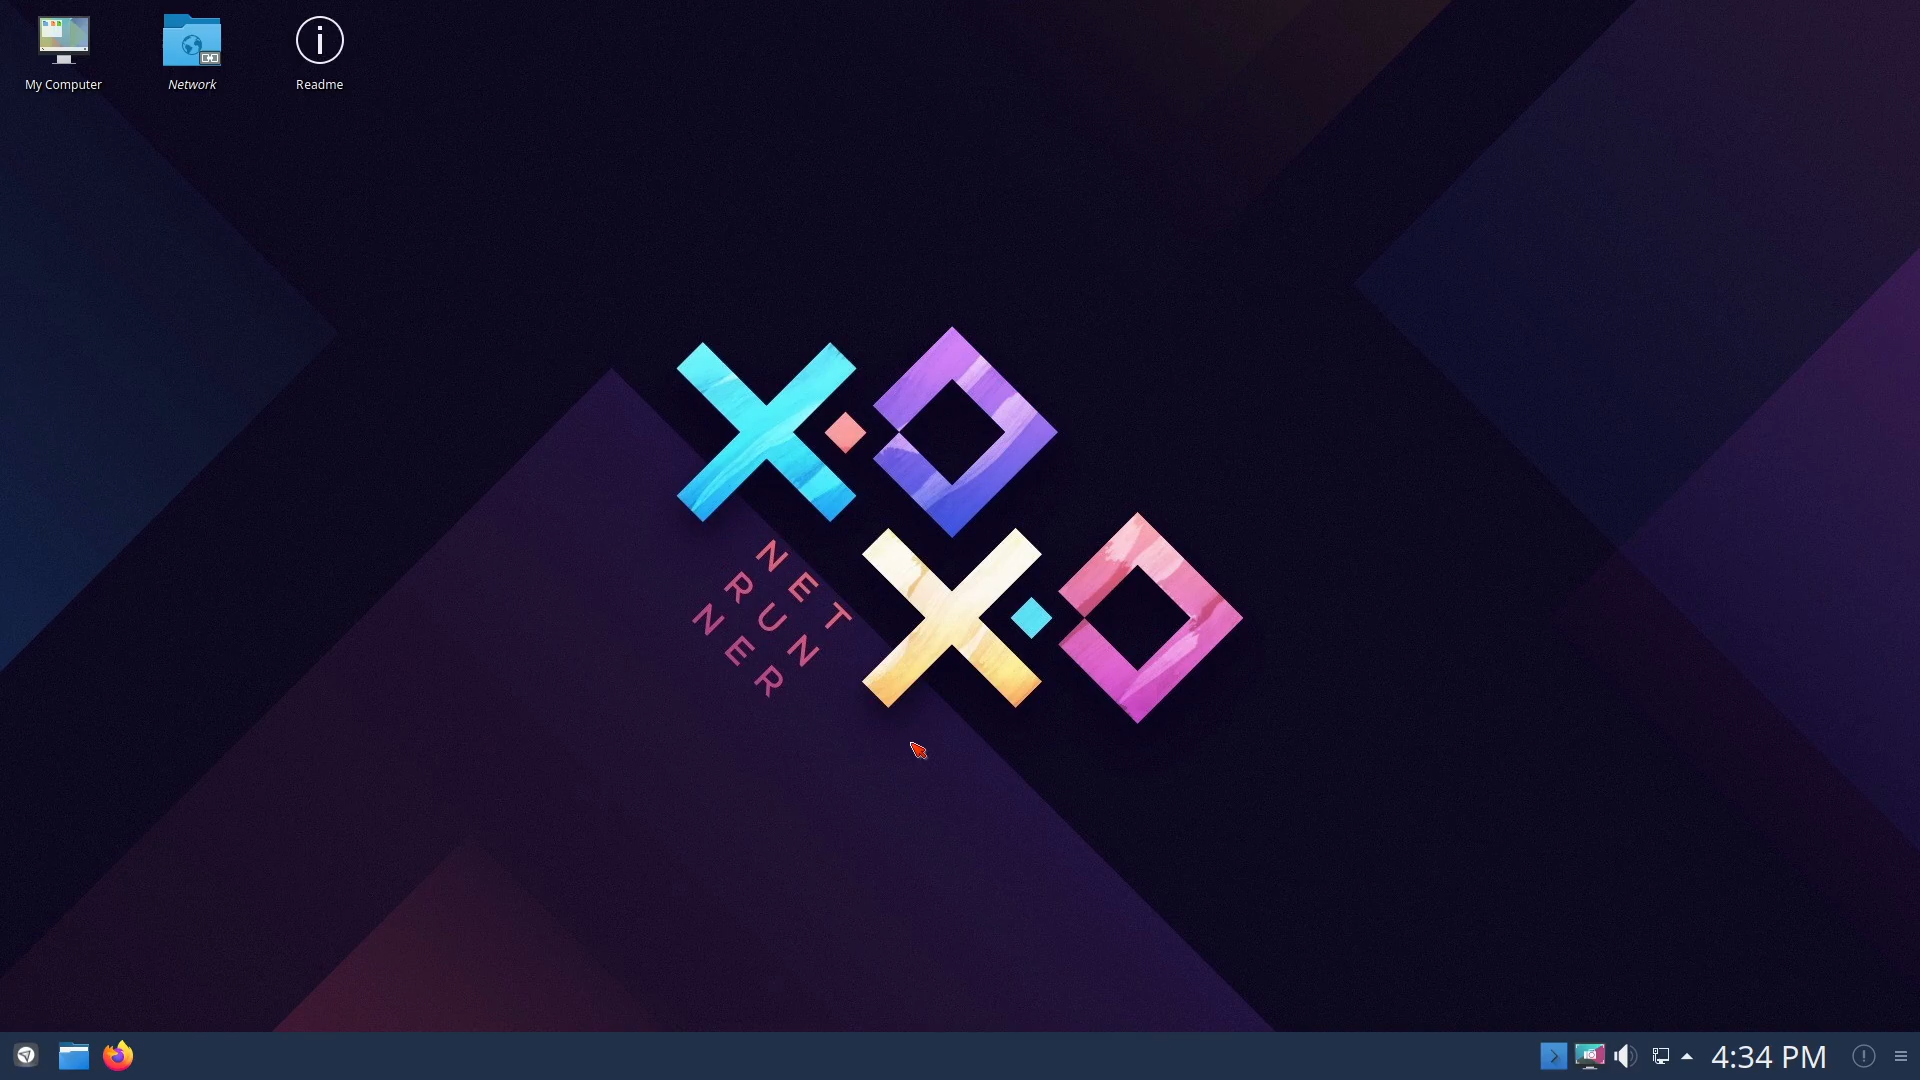 My Computer
Network
Readme
X·O
X·O
NET
RUN
NER
4:34 PM